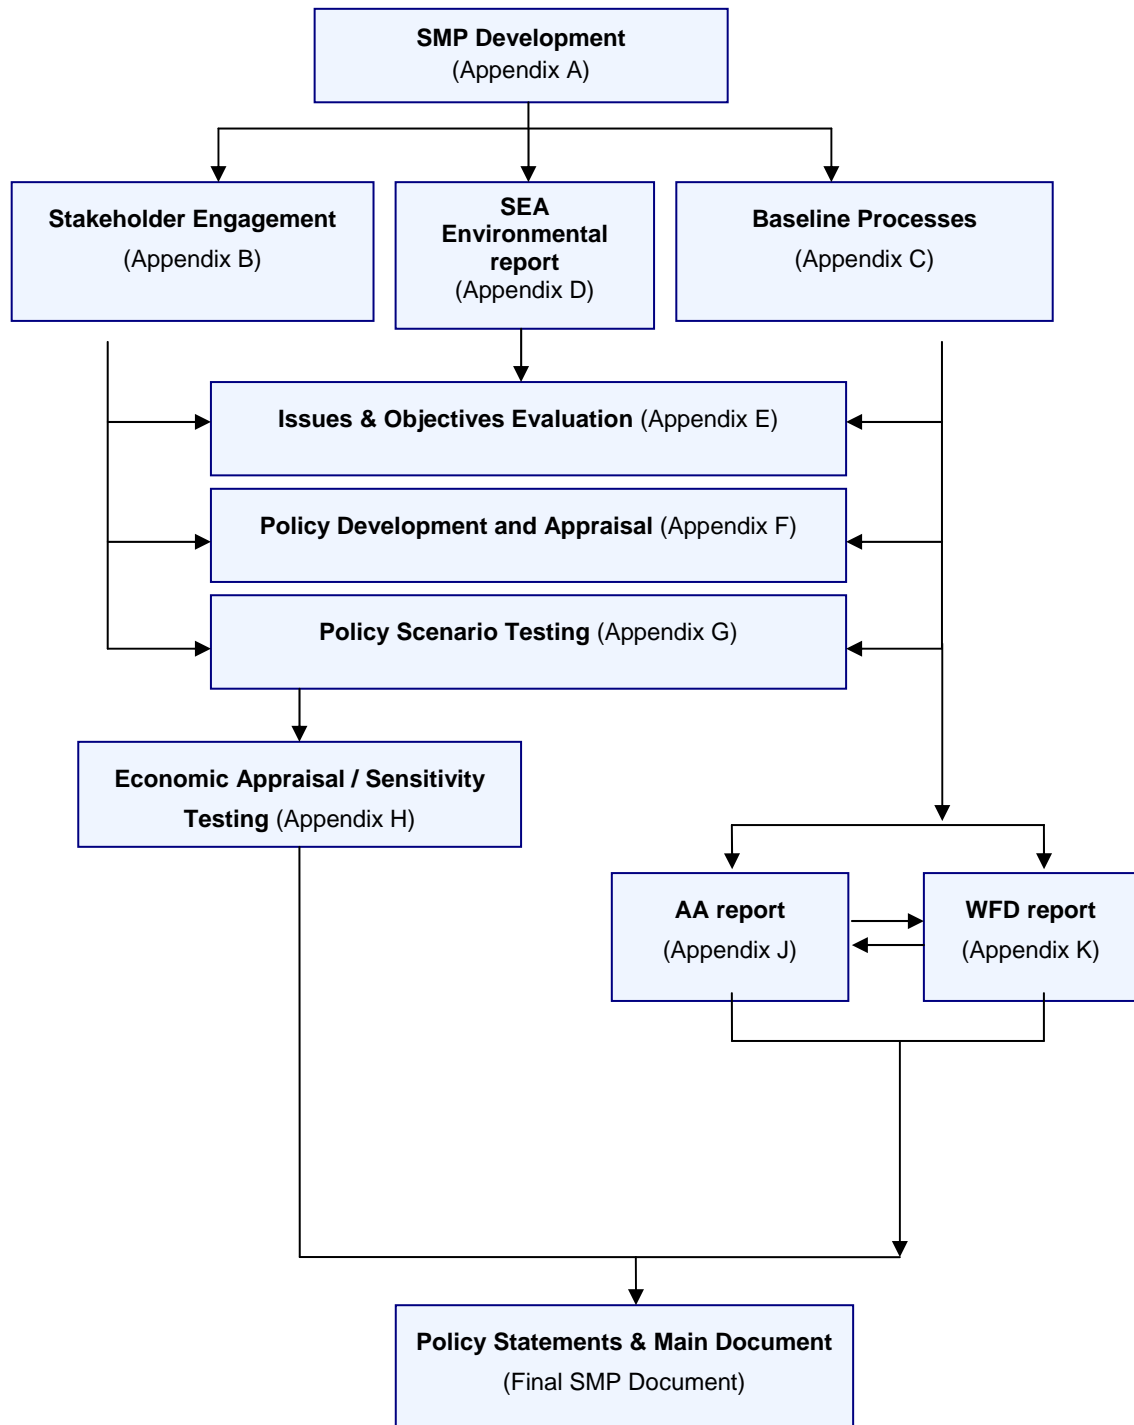 SMP Development
(Appendix A)
Stakeholder Engagement
(Appendix B)
SEA
Environmental
report
(Appendix D)
Baseline Processes
(Appendix C)
Issues & Objectives Evaluation (Appendix E)
Policy Development and Appraisal (Appendix F)
Policy Scenario Testing (Appendix G)
Economic Appraisal / Sensitivity
Testing (Appendix H)
AA report
(Appendix J)
WFD report
(Appendix K)
Policy Statements & Main Document
(Final SMP Document)